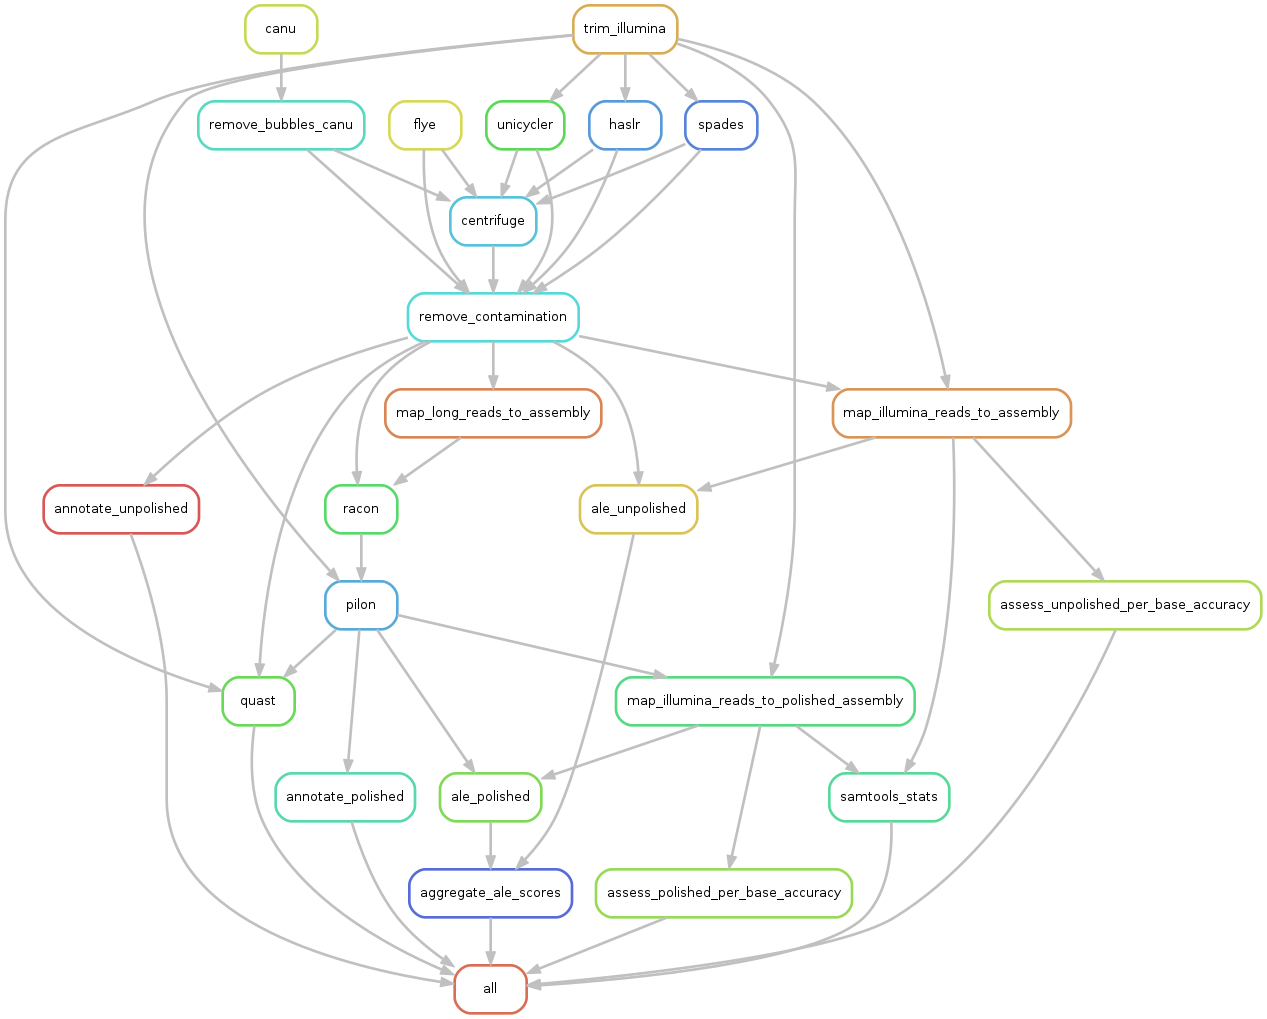 canu
trim_illumina
remove_bubbles_canu
flye
unicycler
haslr
spades
centrifuge
remove_contamination
map_long_reads_to_assembly
map_illumina_reads_to_assembly
annotate_unpolished
racon
ale_unpolished
pilon
assess_unpolished_per_base_accuracy
quast
map_illumina_reads_to_polished_assembly
annotate_polished
ale_polished
samtools_stats
aggregate_ale_scores
assess_polished_per_base_accuracy
all